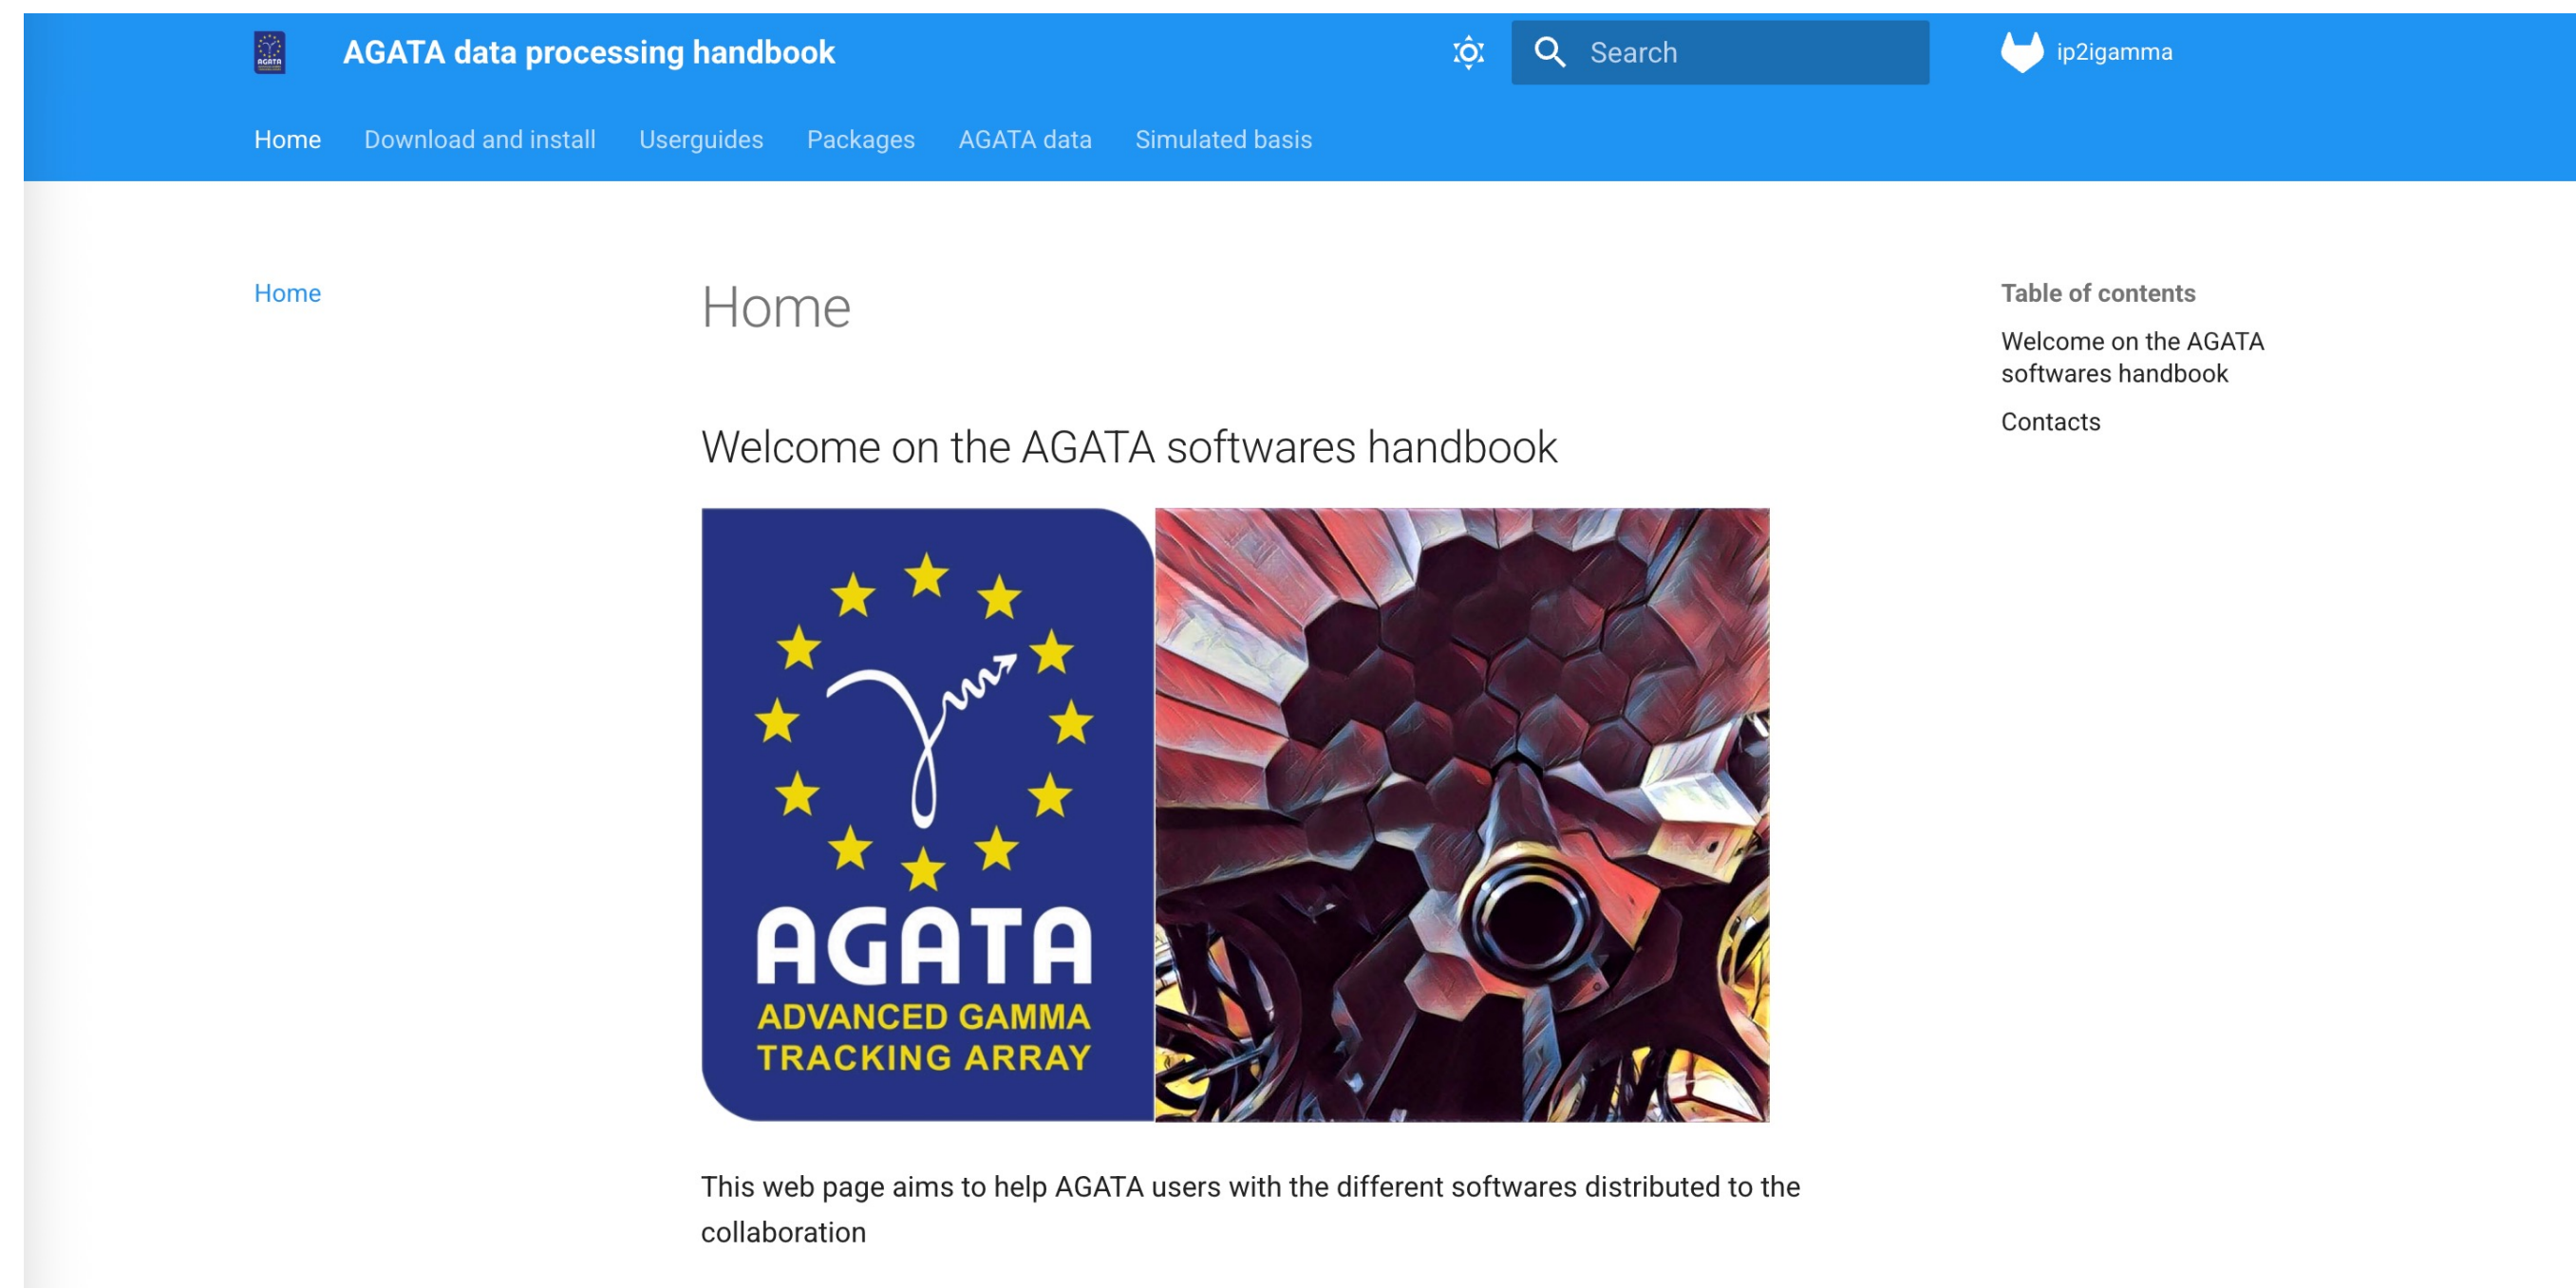 AGATA data processing handbook
Search
ip2igamma
Home Download and install Userguides Packages AGATA data Simulated basis
Home
Home
Welcome on the AGATA softwares handbook
AGATA
ADVANCED GAMMA
TRACKING ARRAY
This web page aims to help AGATA users with the different softwares distributed to the
collaboration
Table of contents
Welcome on the AGATA
softwares handbook
Contacts